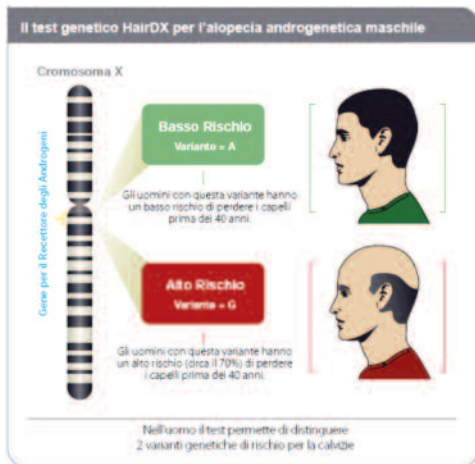 Il test genetico HairDX per l'alopecia androgenetica maschile
Cromosoma X
Gene per il Recettore degli Androgeni
Basso Rischio
Variante = A
Gli uomini con questa variante hanno
un basso rischio di perdere i capelli
prima dei 40 anni.
Alto Rischio
Variante = G
Gli uomini con questa variante hanno
un alto rischio (circa il 70%) di perdere
i capelli prima dei 40 anni.
Nell'uomo il test permette di distinguere
2 varianti genetiche di rischio per la calvizie